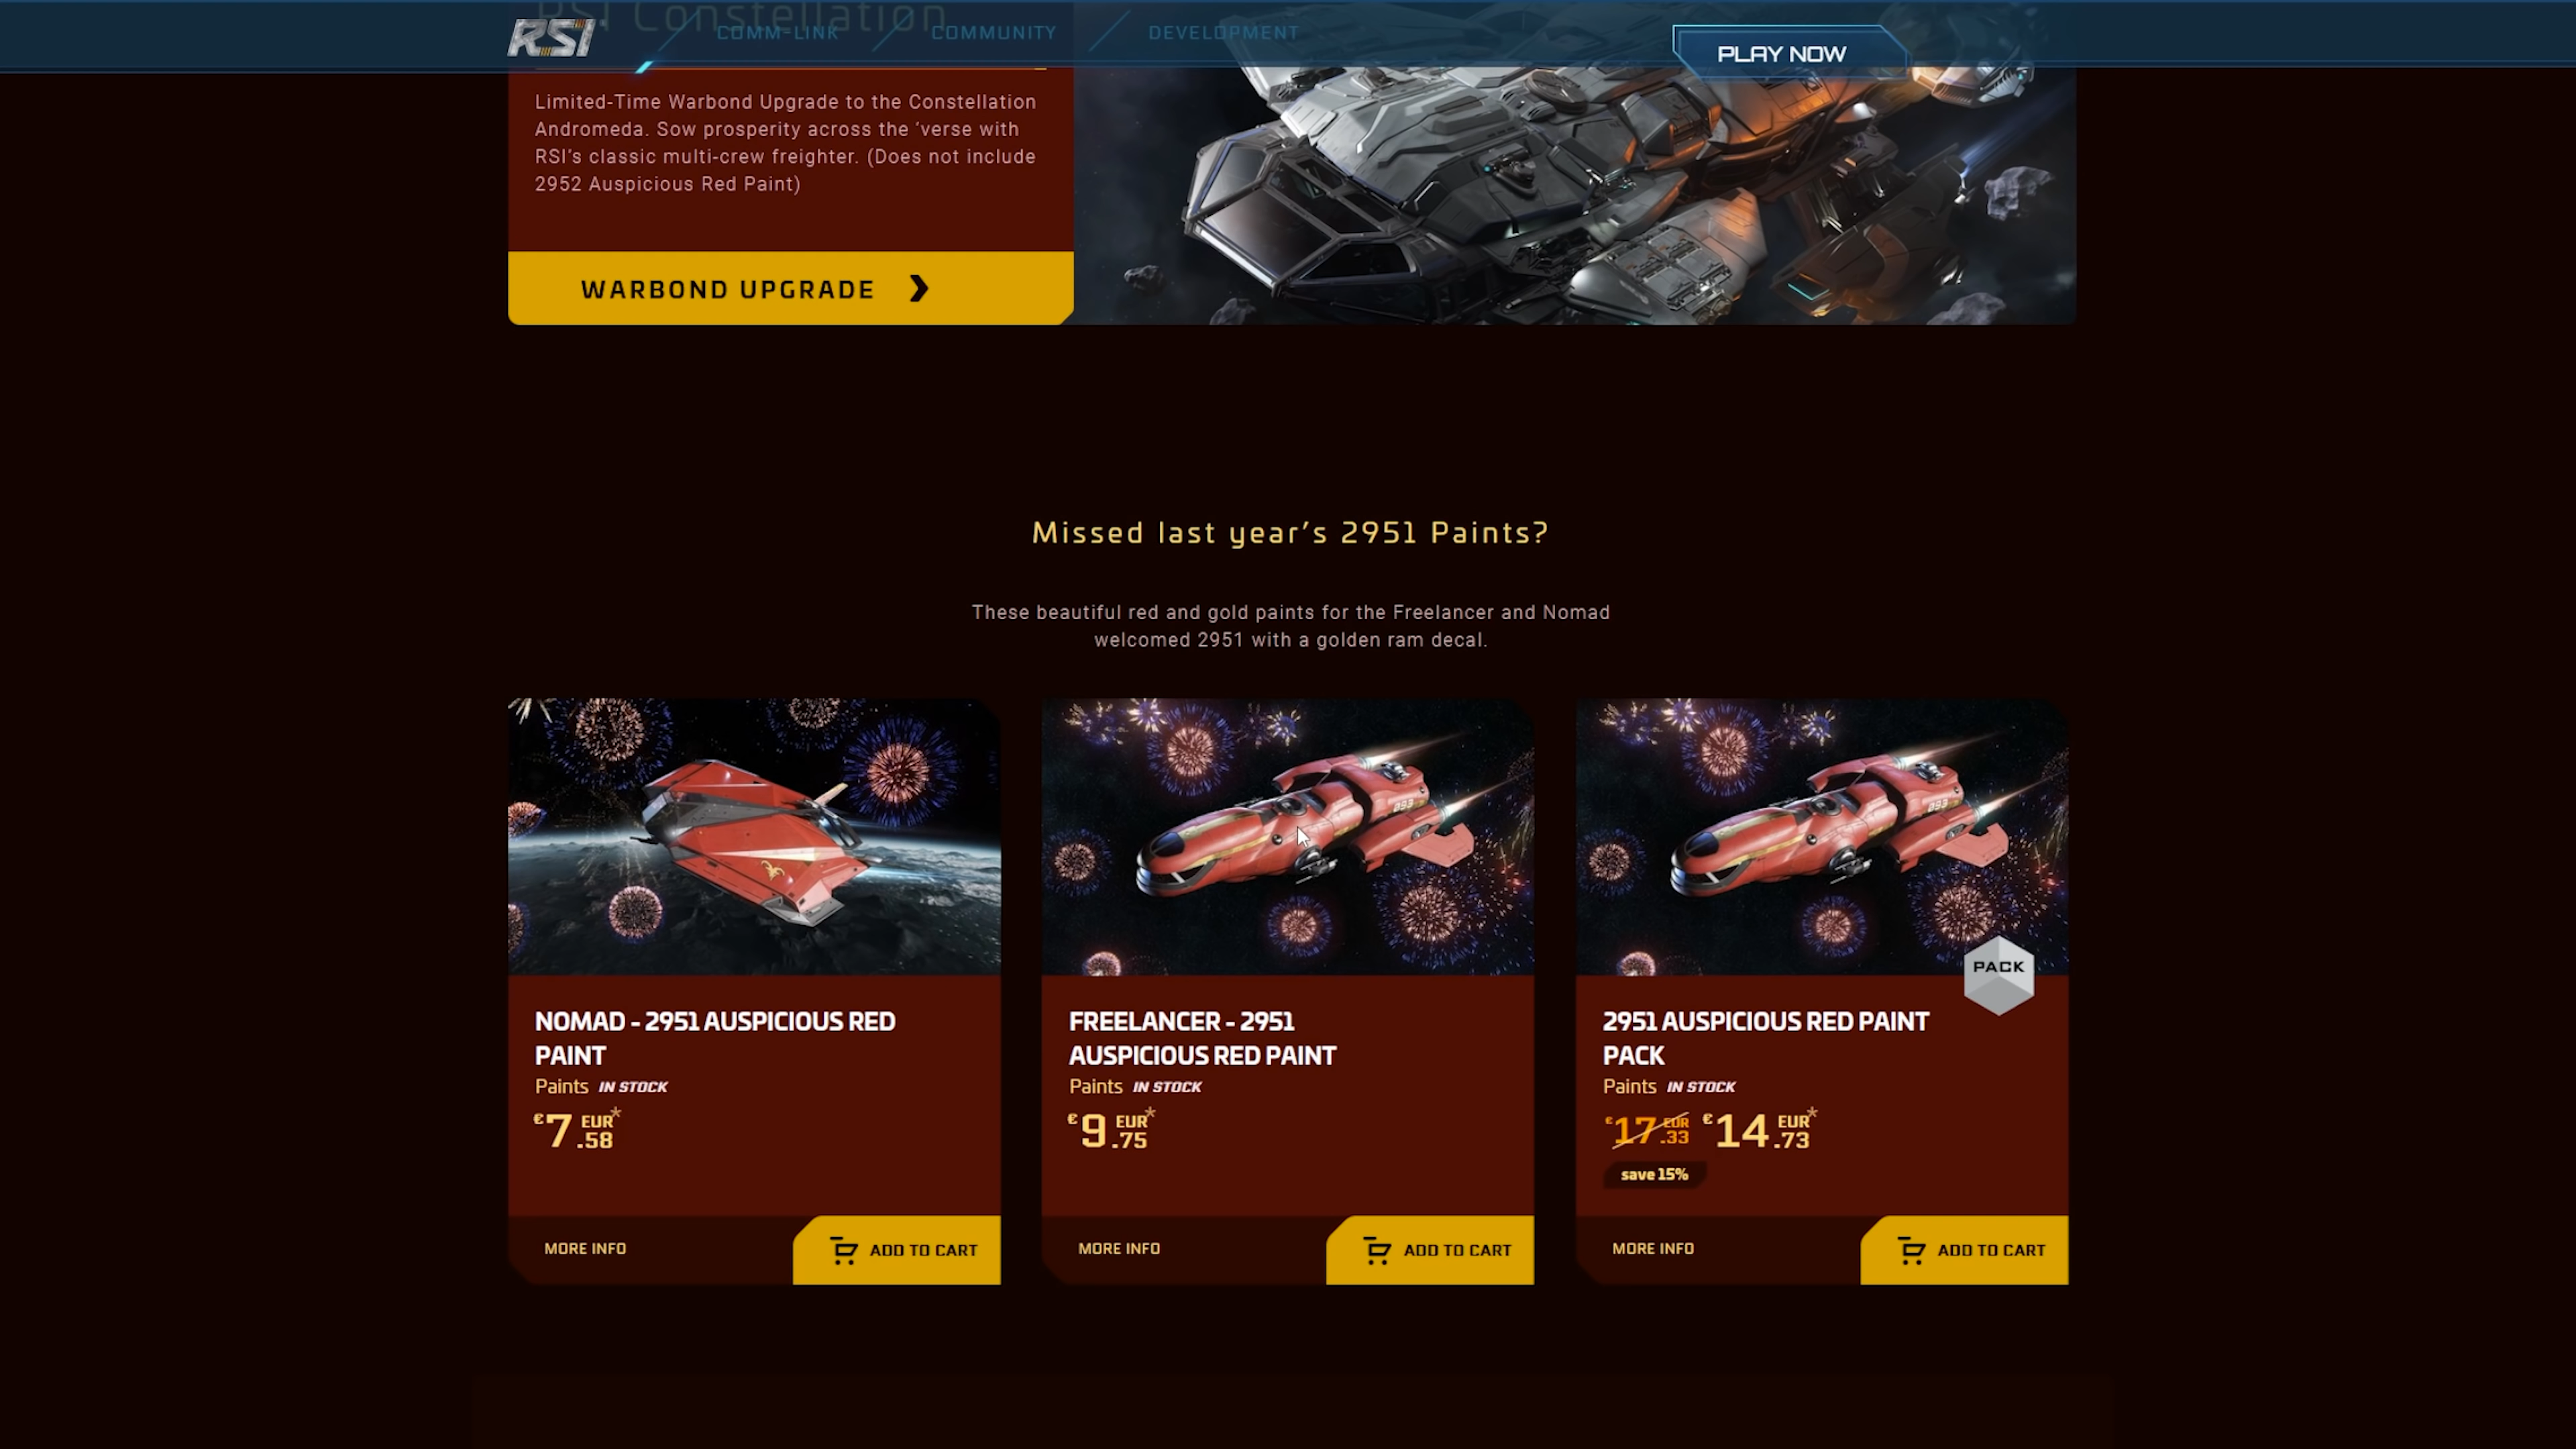 RSI Constellation
RSI
COMM-LINK
COMMUNITY
DEVELOPMENT
PLAY NOW
Limited-Time Warbond Upgrade to the Constellation
Andromeda. Sow prosperity across the ‘verse with
RSI’s classic multi-crew freighter. (Does not include
2952 Auspicious Red Paint)
WARBOND UPGRADE
Missed last year’s 2951 Paints?
These beautiful red and gold paints for the Freelancer and Nomad
welcomed 2951 with a golden ram decal.
093
093
PACK
NOMAD - 2951 AUSPICIOUS RED
PAINT
Paints IN STOCK
€7.58 EUR*
MORE INFO
ADD TO CART
FREELANCER - 2951
AUSPICIOUS RED PAINT
Paints IN STOCK
€9.75 EUR*
MORE INFO
ADD TO CART
2951 AUSPICIOUS RED PAINT
PACK
Paints IN STOCK
€17.33 EUR €14.73 EUR*
save 15%
MORE INFO
ADD TO CART